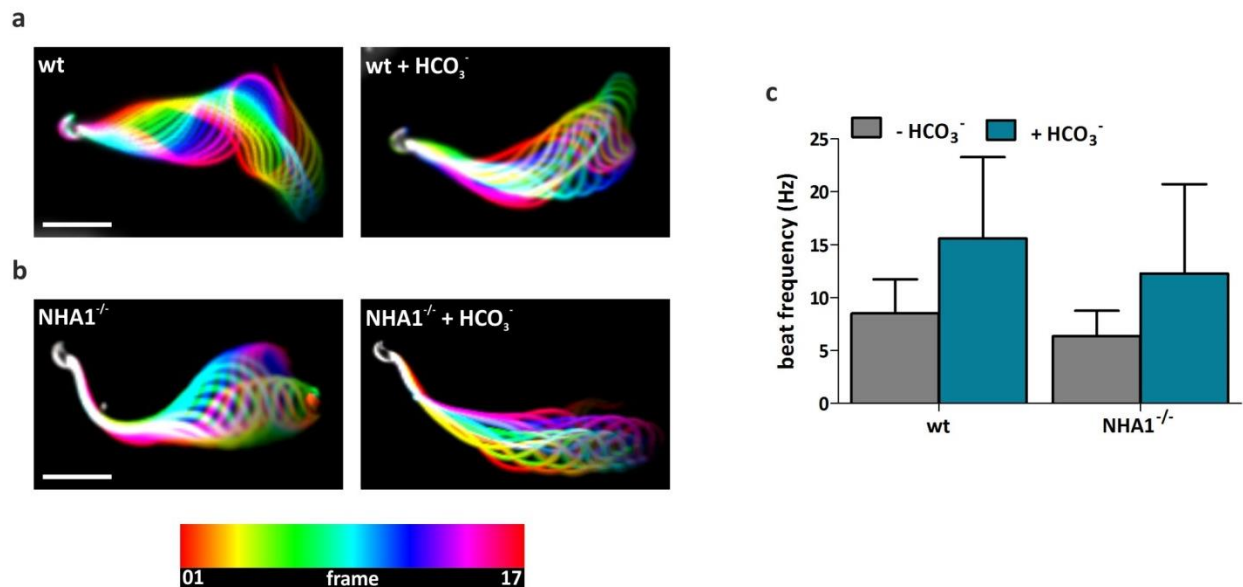 a
wt
wt + HCO₃⁻
b
NHA1⁻/⁻
NHA1⁻/⁻ + HCO₃⁻
01 frame 17
c
- HCO₃⁻ + HCO₃⁻
25
20
15
10
5
0
beat frequency (Hz)
wt NHA1⁻/⁻